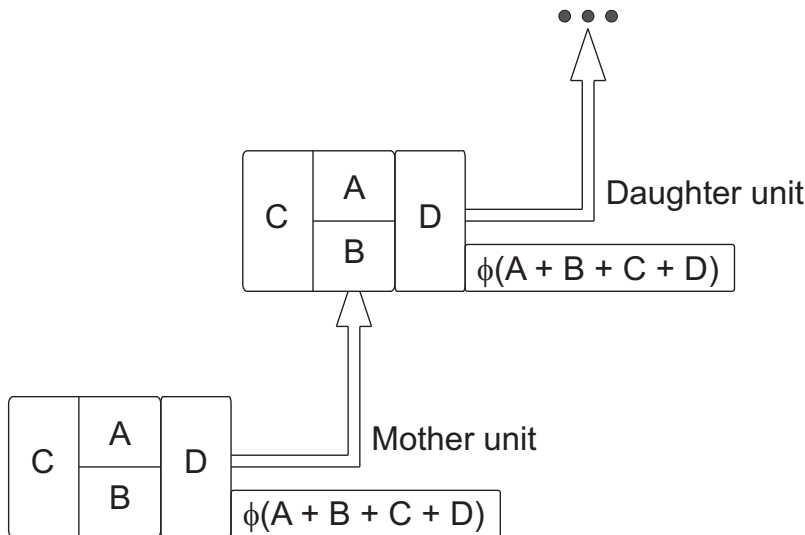 A
C
D
B
Daughter unit
ϕ(A + B + C + D)
A
C
D
B
Mother unit
ϕ(A + B + C + D)